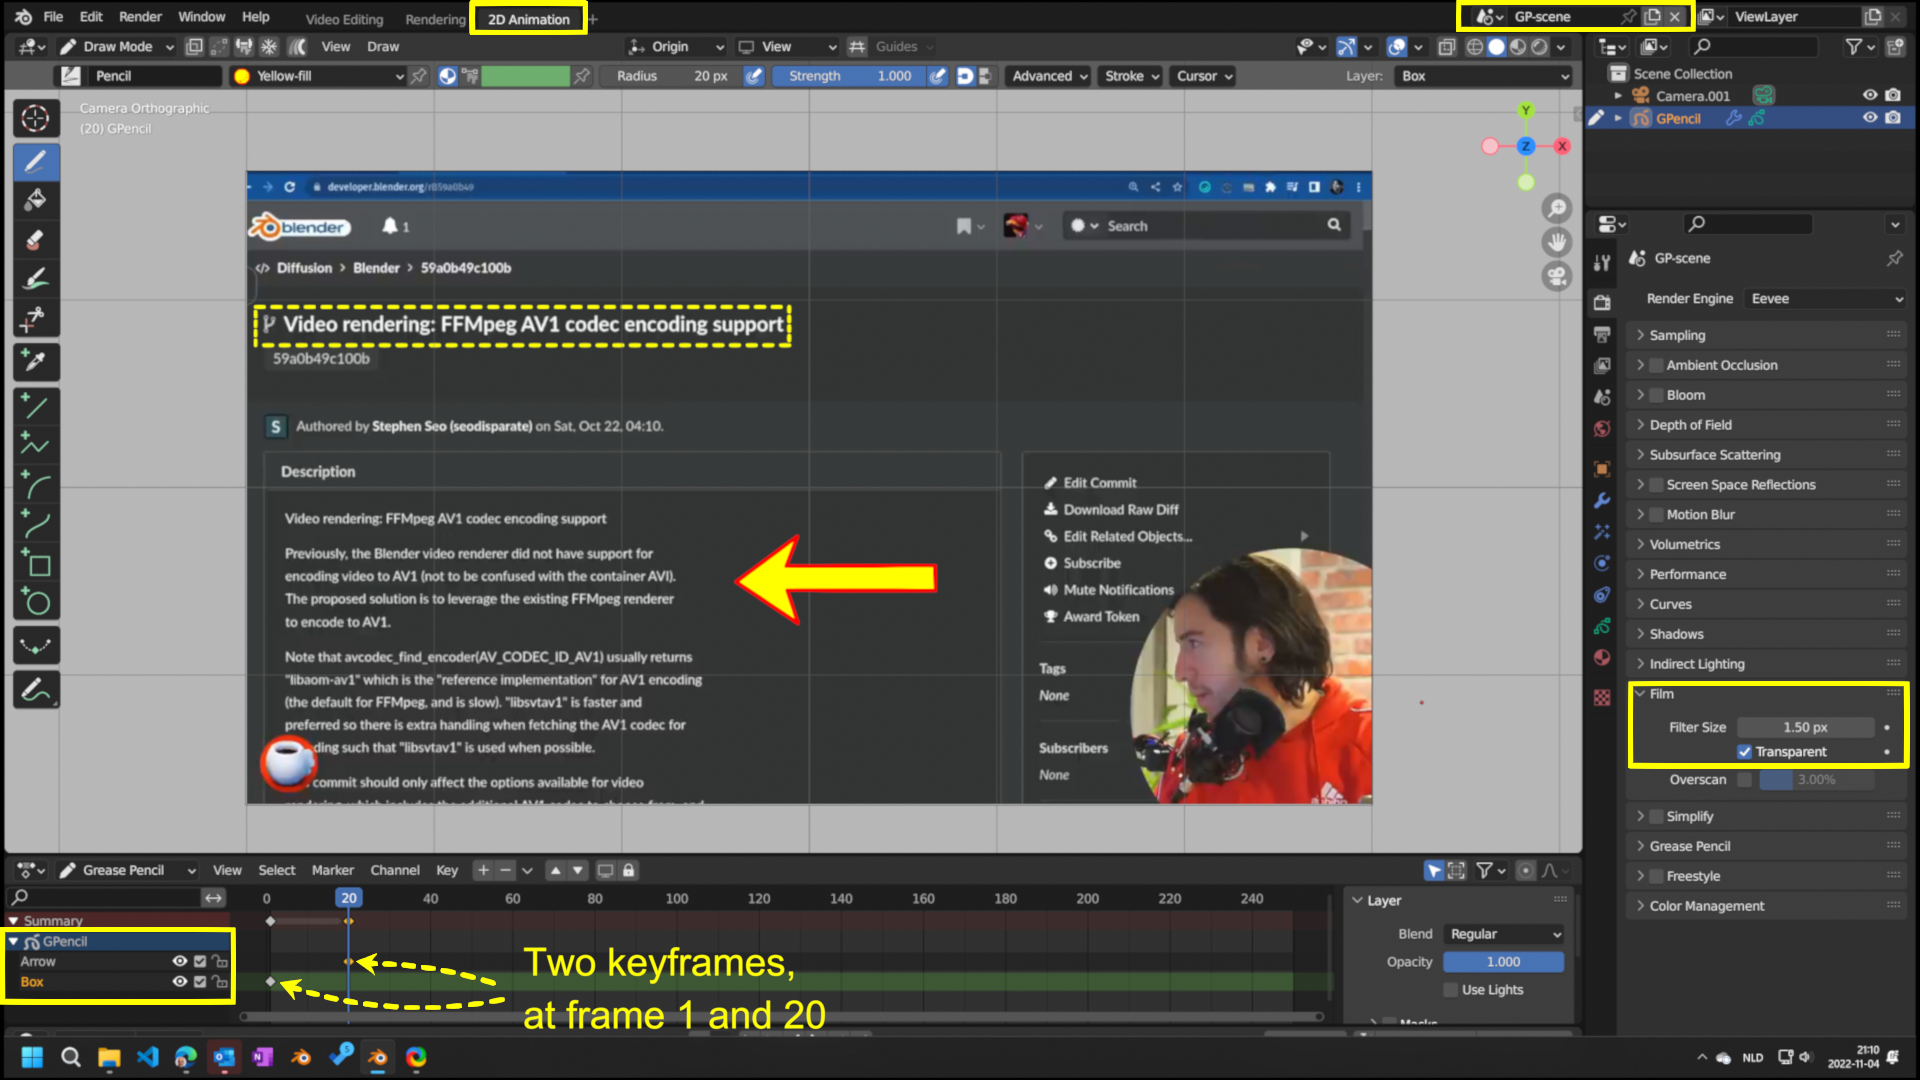 File Edit Render Window Help Video Editing Rendering 2D Animation + GP-scene ViewLayer
Draw Mode View Draw Origin View Guides
Pencil Yellow-fill Radius 20 px Strength 1.000 Advanced Stroke Cursor Layer: Box
Camera Orthographic
(20) GPencil
Y
X
Z
developer.blender.org/r859a0b49
blender 1 Search
Diffusion > Blender > 59a0b49c100b
Video rendering: FFMpeg AV1 codec encoding support
59a0b49c100b
S Authored by Stephen Seo (seodisparate) on Sat, Oct 22, 04:10.
Description
Video rendering: FFMpeg AV1 codec encoding support
Previously, the Blender video renderer did not have support for
encoding video to AV1 (not to be confused with the container AVI).
The proposed solution is to leverage the existing FFMpeg renderer
to encode to AV1.
Note that avcodec_find_encoder(AV_CODEC_ID_AV1) usually returns
"libaom-av1" which is the "reference implementation" for AV1 encoding
(the default for FFMpeg, and is slow). "libsvtav1" is faster and
preferred so there is extra handling when fetching the AV1 codec for
ding such that "libsvtav1" is used when possible.
commit should only affect the options available for video
Edit Commit
Download Raw Diff
Edit Related Objects...
Subscribe
Mute Notifications
Award Token
Tags
None
Subscribers
None
Scene Collection
Camera.001
GPencil
GP-scene
Render Engine Eevee
Sampling
Ambient Occlusion
Bloom
Depth of Field
Subsurface Scattering
Screen Space Reflections
Motion Blur
Volumetrics
Performance
Curves
Shadows
Indirect Lighting
Film
Filter Size 1.50 px
Transparent
Overscan 3.00%
Simplify
Grease Pencil
Freestyle
Color Management
Grease Pencil View Select Marker Channel Key
0 20 40 60 80 100 120 140 160 180 200 220 240
Summary
GPencil
Arrow
Box
Two keyframes,
at frame 1 and 20
Layer
Blend Regular
Opacity 1.000
Use Lights
Masks
5
NLD
21:10
2022-11-04